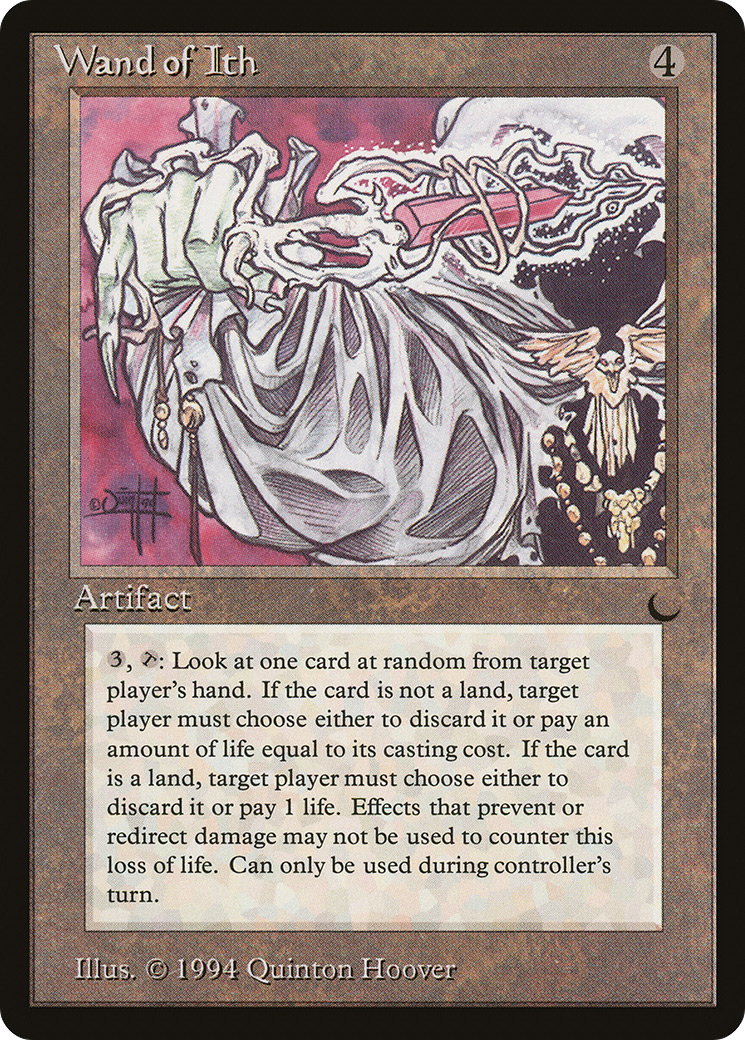 Wand of Ith
4
Artifact
3, T: Look at one card at random from target
player's hand. If the card is not a land, target
player must choose either to discard it or pay an
amount of life equal to its casting cost. If the card
is a land, target player must choose either to
discard it or pay 1 life. Effects that prevent or
redirect damage may not be used to counter this
loss of life. Can only be used during controller's
turn.
Illus. © 1994 Quinton Hoover